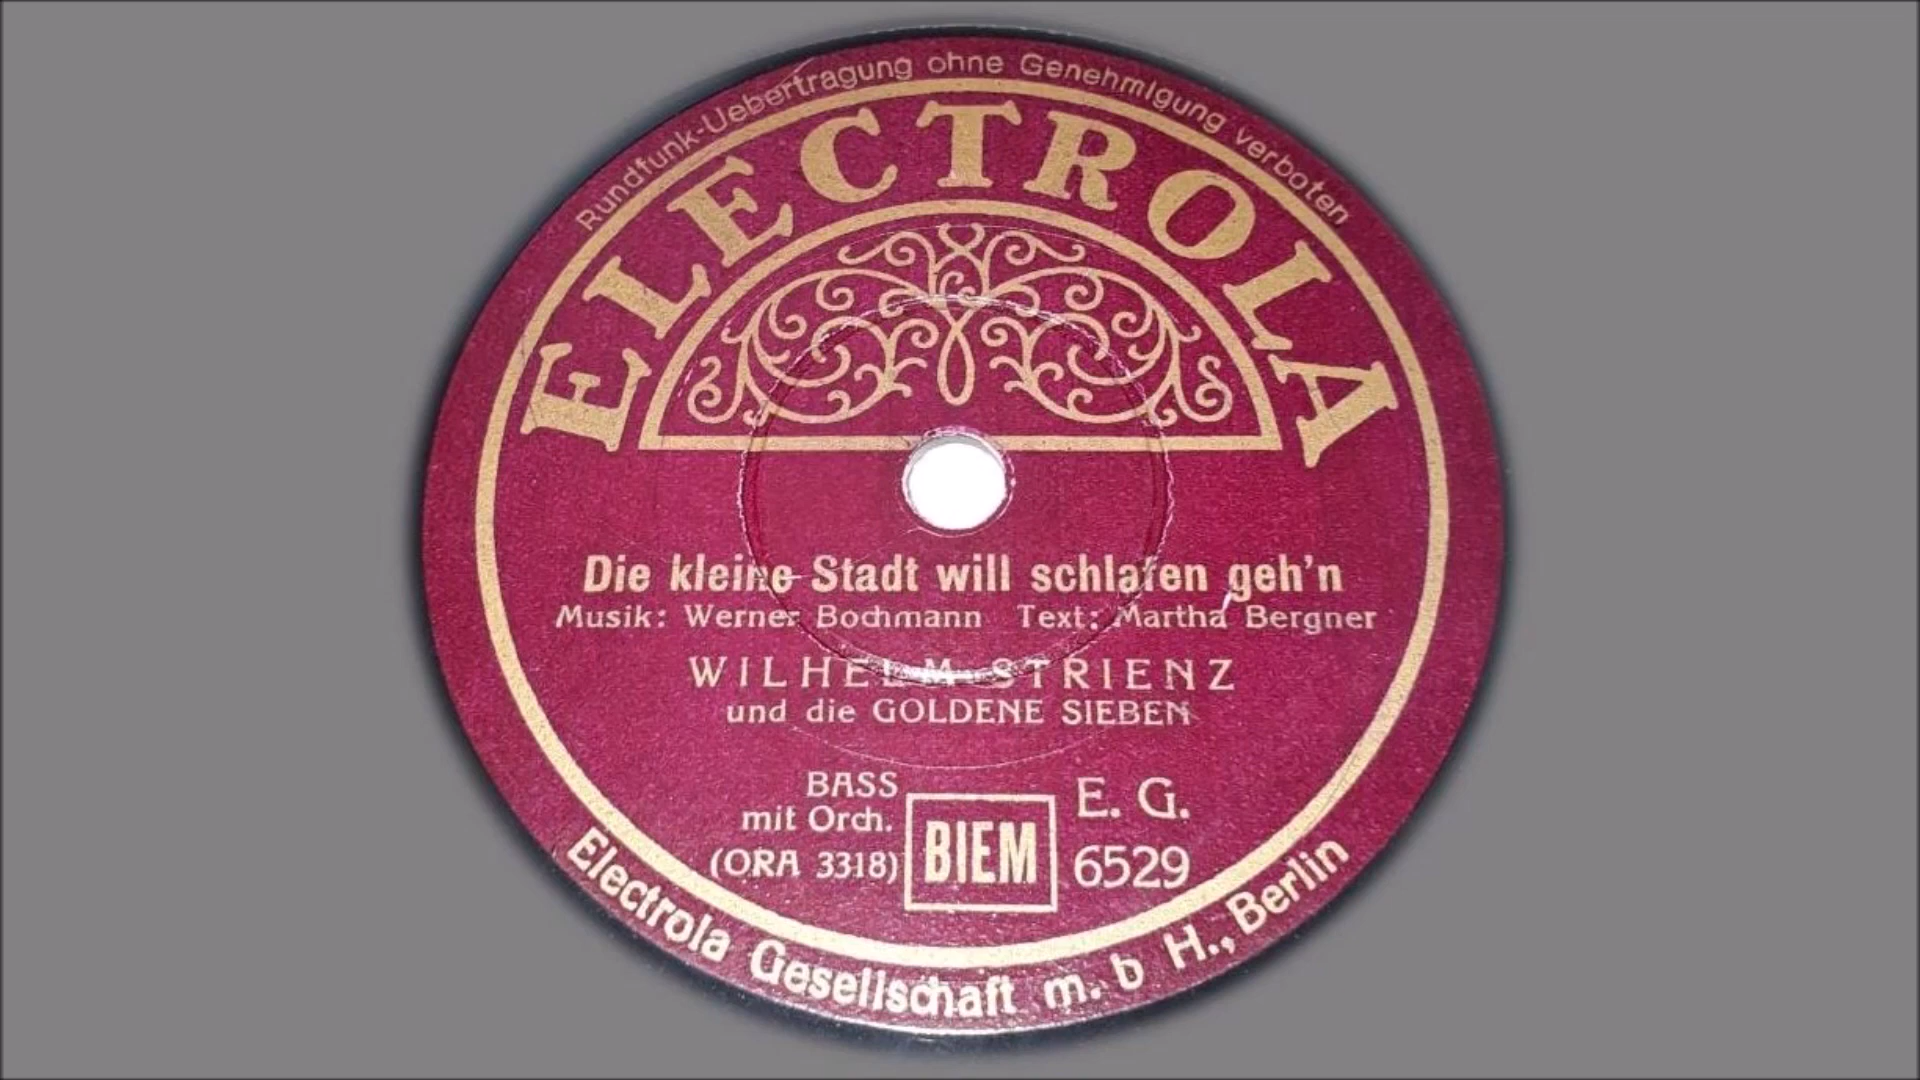 Rundfunk-Uebertragung ohne Genehmigung verboten
ELECTROLA
Die kleine Stadt will schlafen geh'n
Musik: Werner Bochmann Text: Martha Bergner
WILHELM STRIENZ
und die GOLDENE SIEBEN
BASS
mit Orch.
(ORA 3318)
BIEM
E. G.
6529
Electrola Gesellschaft m. b H., Berlin